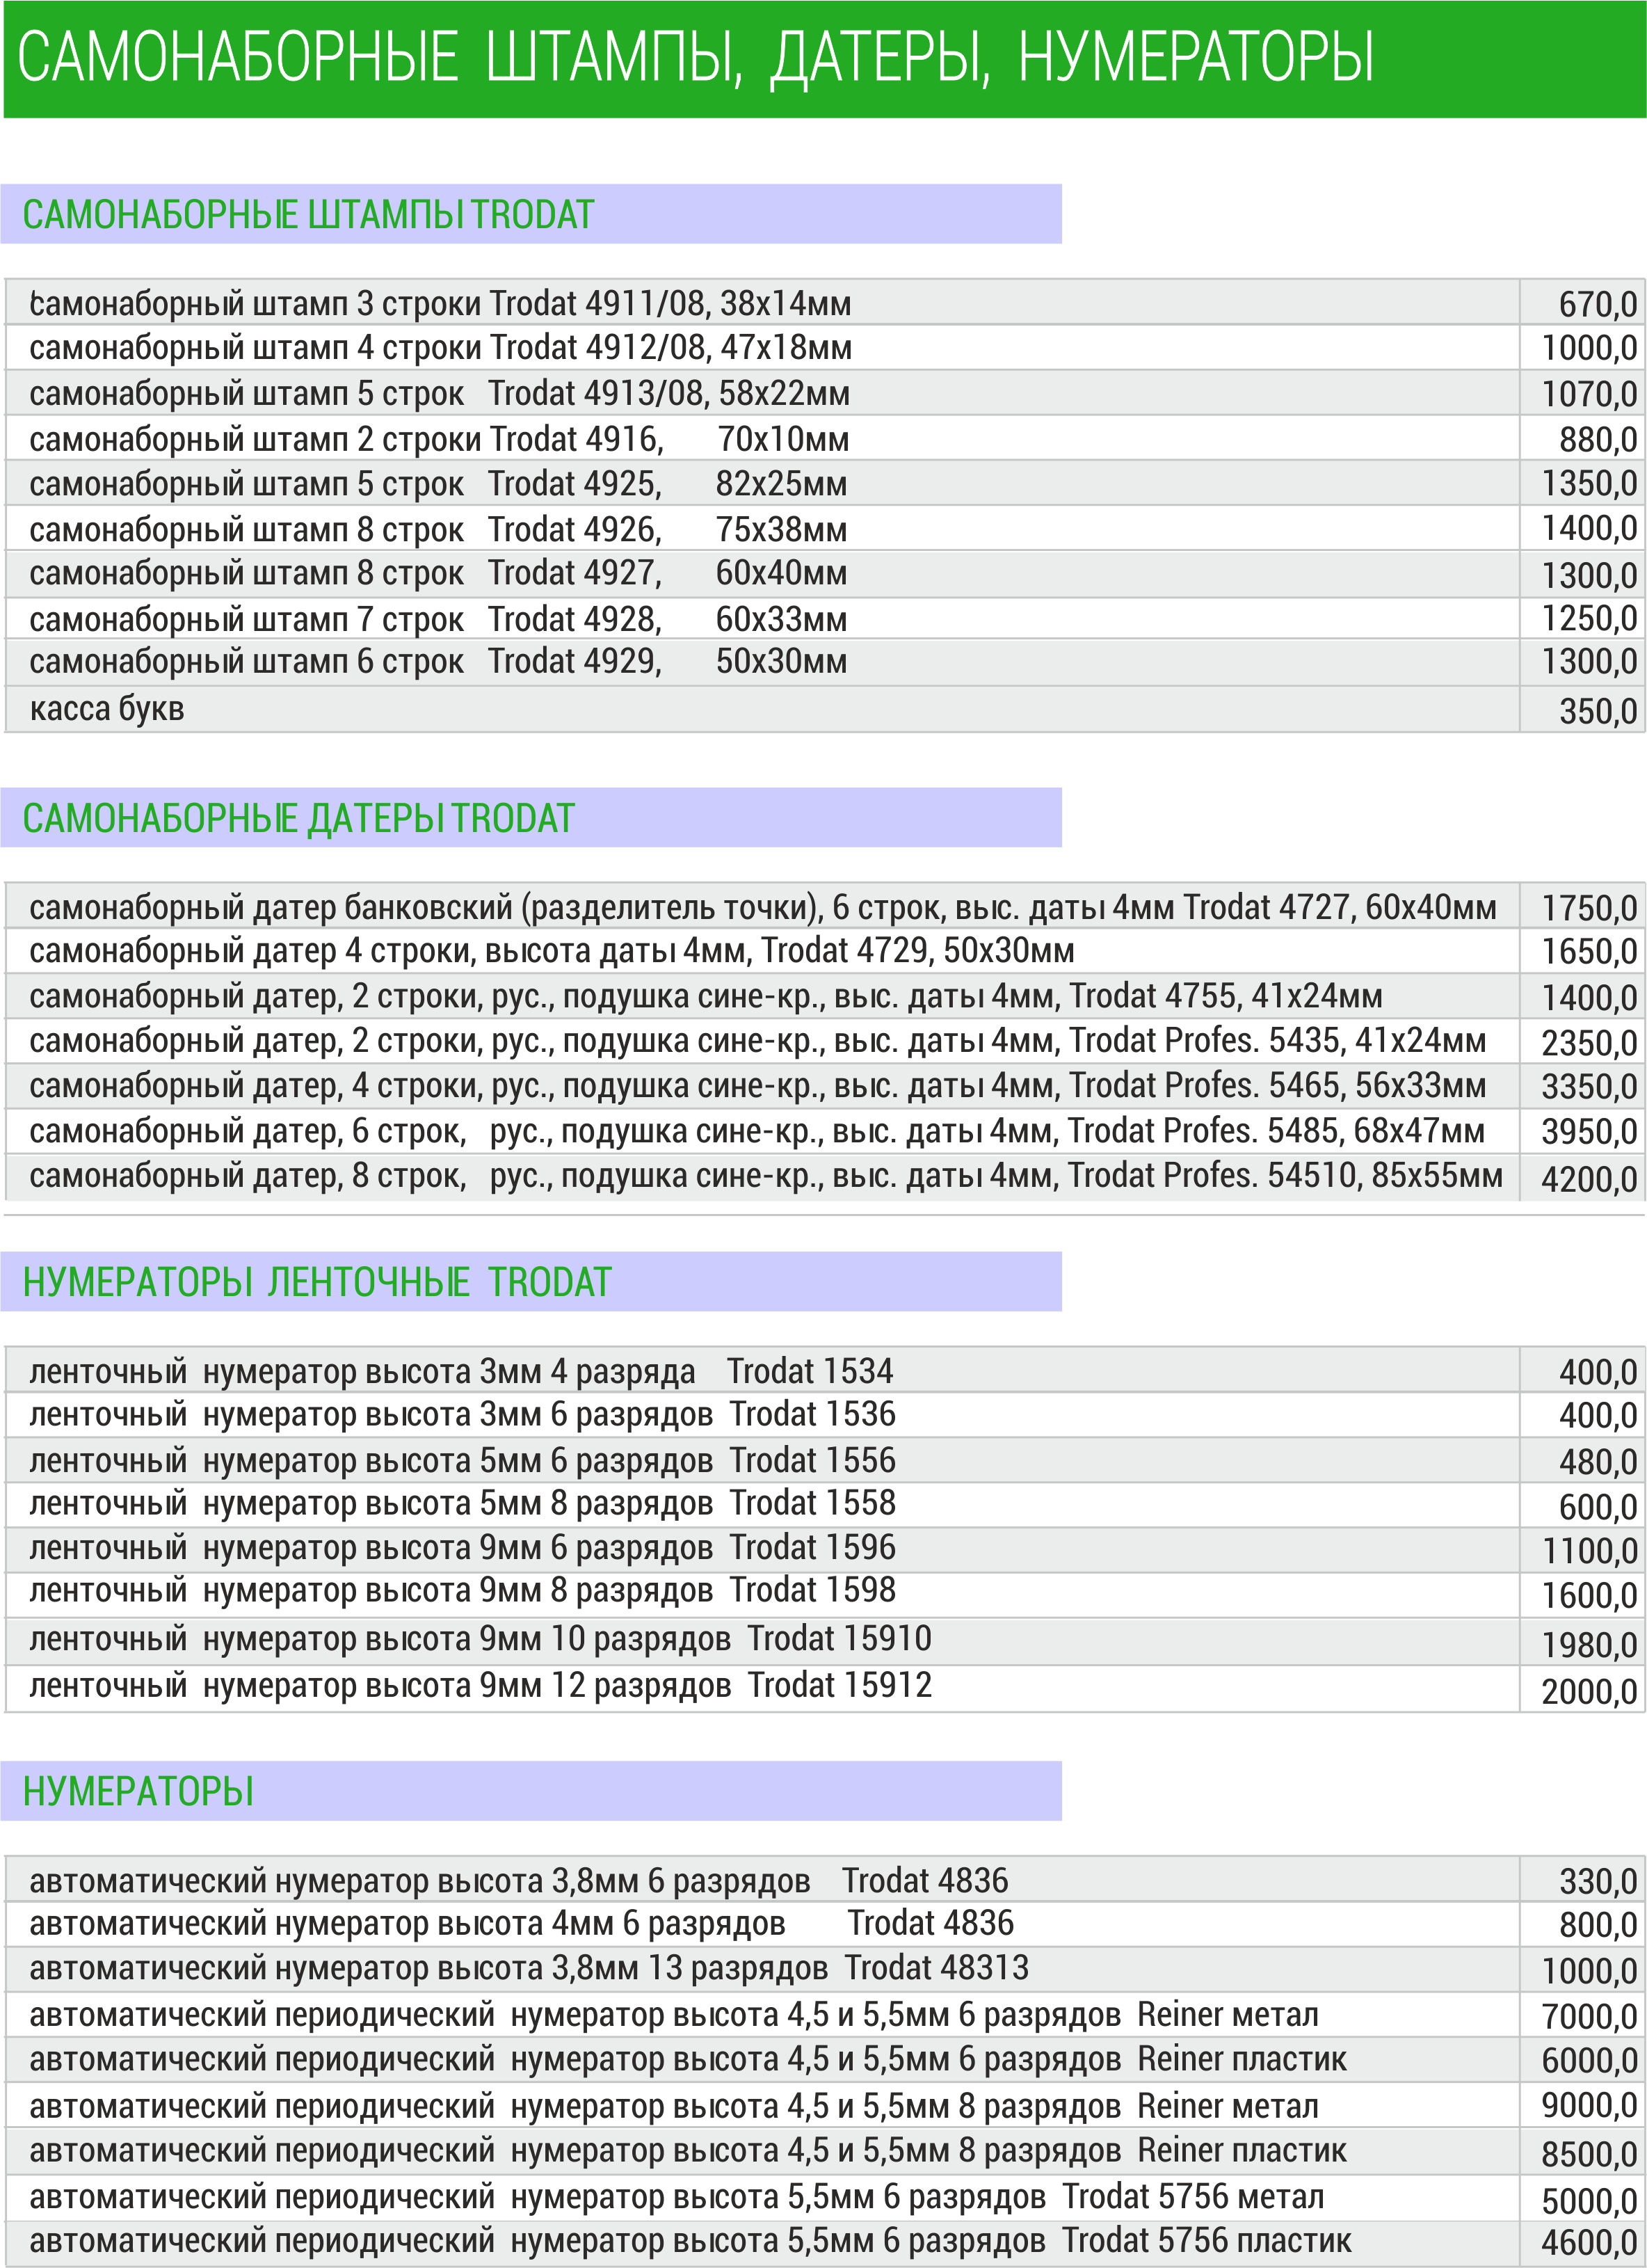 САМОНАБОРНЫЕ ШТАМПЫ, ДАТЕРЫ, НУМЕРАТОРЫ
САМОНАБОРНЫЕ ШТАМПЫ TRODAT
самонаборный штамп 3 строки Trodat 4911/08, 38х14мм 670,0
самонаборный штамп 4 строки Trodat 4912/08, 47х18мм 1000,0
самонаборный штамп 5 строк Trodat 4913/08, 58х22мм 1070,0
самонаборный штамп 2 строки Trodat 4916, 70х10мм 880,0
самонаборный штамп 5 строк Trodat 4925, 82х25мм 1350,0
самонаборный штамп 8 строк Trodat 4926, 75х38мм 1400,0
самонаборный штамп 8 строк Trodat 4927, 60х40мм 1300,0
самонаборный штамп 7 строк Trodat 4928, 60х33мм 1250,0
самонаборный штамп 6 строк Trodat 4929, 50х30мм 1300,0
касса букв 350,0
САМОНАБОРНЫЕ ДАТЕРЫ TRODAT
самонаборный датер банковский (разделитель точки), 6 строк, выс. даты 4мм Trodat 4727, 60х40мм 1750,0
самонаборный датер 4 строки, высота даты 4мм, Trodat 4729, 50х30мм 1650,0
самонаборный датер, 2 строки, рус., подушка сине-кр., выс. даты 4мм, Trodat 4755, 41х24мм 1400,0
самонаборный датер, 2 строки, рус., подушка сине-кр., выс. даты 4мм, Trodat Profes. 5435, 41х24мм 2350,0
самонаборный датер, 4 строки, рус., подушка сине-кр., выс. даты 4мм, Trodat Profes. 5465, 56х33мм 3350,0
самонаборный датер, 6 строк, рус., подушка сине-кр., выс. даты 4мм, Trodat Profes. 5485, 68х47мм 3950,0
самонаборный датер, 8 строк, рус., подушка сине-кр., выс. даты 4мм, Trodat Profes. 54510, 85х55мм 4200,0
НУМЕРАТОРЫ ЛЕНТОЧНЫЕ TRODAT
ленточный нумератор высота 3мм 4 разряда Trodat 1534 400,0
ленточный нумератор высота 3мм 6 разрядов Trodat 1536 400,0
ленточный нумератор высота 5мм 6 разрядов Trodat 1556 480,0
ленточный нумератор высота 5мм 8 разрядов Trodat 1558 600,0
ленточный нумератор высота 9мм 6 разрядов Trodat 1596 1100,0
ленточный нумератор высота 9мм 8 разрядов Trodat 1598 1600,0
ленточный нумератор высота 9мм 10 разрядов Trodat 15910 1980,0
ленточный нумератор высота 9мм 12 разрядов Trodat 15912 2000,0
НУМЕРАТОРЫ
автоматический нумератор высота 3,8мм 6 разрядов Trodat 4836 330,0
автоматический нумератор высота 4мм 6 разрядов Trodat 4836 800,0
автоматический нумератор высота 3,8мм 13 разрядов Trodat 48313 1000,0
автоматический периодический нумератор высота 4,5 и 5,5мм 6 разрядов Reiner метал 7000,0
автоматический периодический нумератор высота 4,5 и 5,5мм 6 разрядов Reiner пластик 6000,0
автоматический периодический нумератор высота 4,5 и 5,5мм 8 разрядов Reiner метал 9000,0
автоматический периодический нумератор высота 4,5 и 5,5мм 8 разрядов Reiner пластик 8500,0
автоматический периодический нумератор высота 5,5мм 6 разрядов Trodat 5756 метал 5000,0
автоматический периодический нумератор высота 5,5мм 6 разрядов Trodat 5756 пластик 4600,0